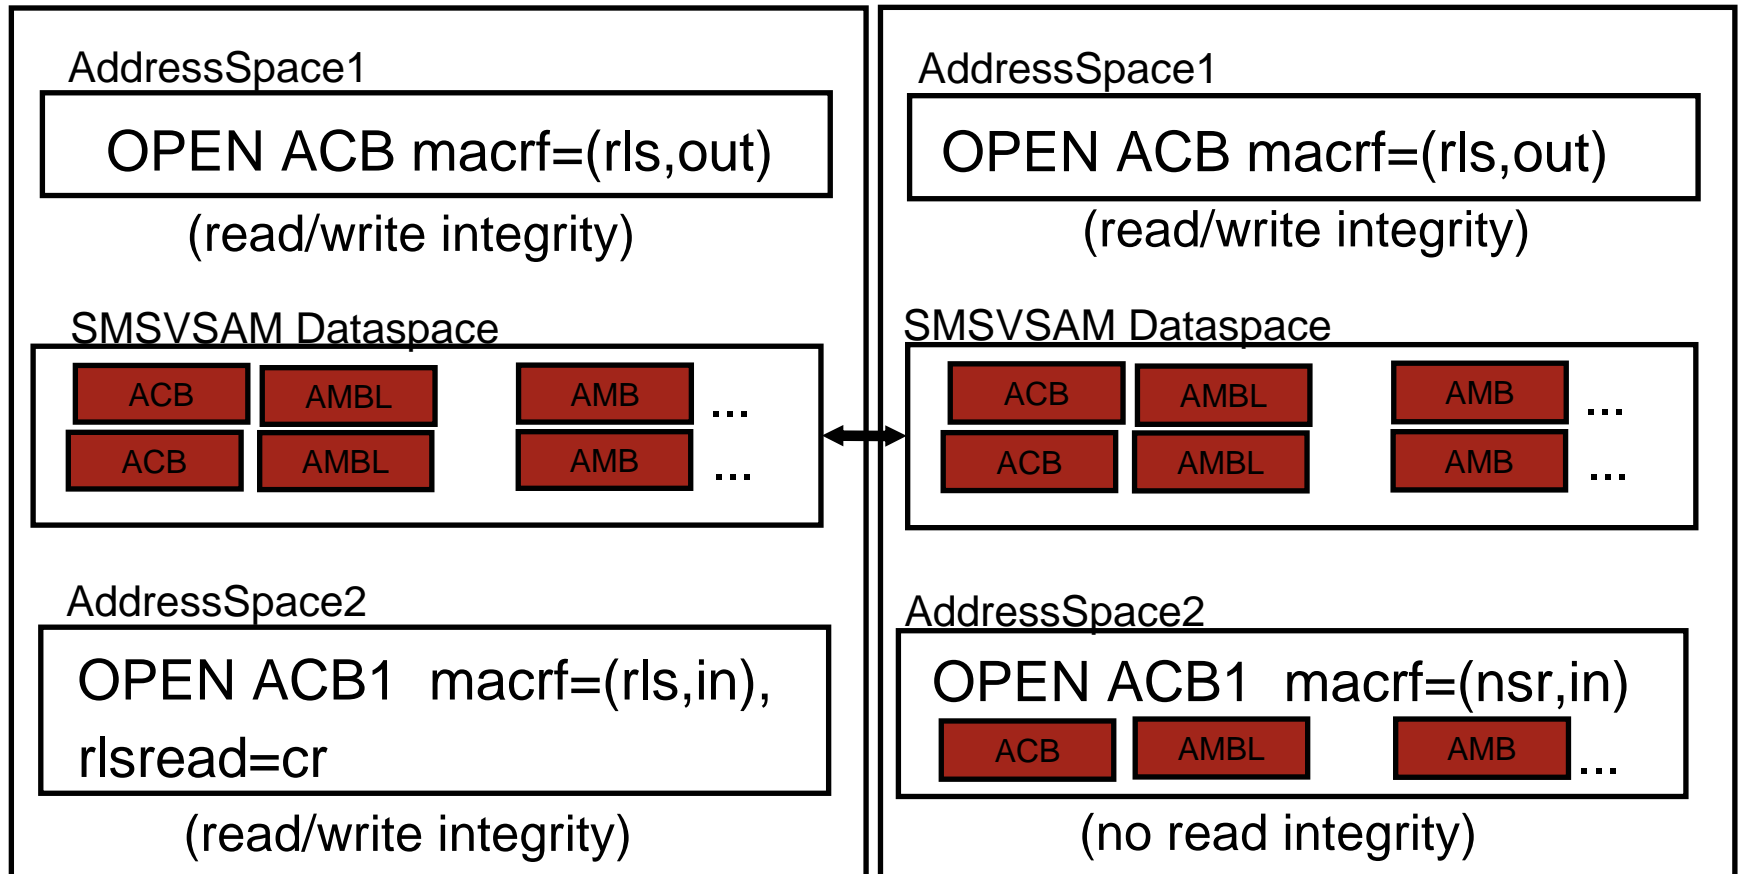 AddressSpace1
OPEN ACB macrf=(rls,out)
(read/write integrity)
SMSVSAM Dataspace
ACB AMBL AMB ...
ACB AMBL AMB ...
AddressSpace2
OPEN ACB1 macrf=(rls,in),
rlsread=cr
(read/write integrity)
AddressSpace1
OPEN ACB macrf=(rls,out)
(read/write integrity)
SMSVSAM Dataspace
ACB AMBL AMB ...
ACB AMBL AMB ...
AddressSpace2
OPEN ACB1 macrf=(nsr,in)
ACB AMBL AMB ...
(no read integrity)